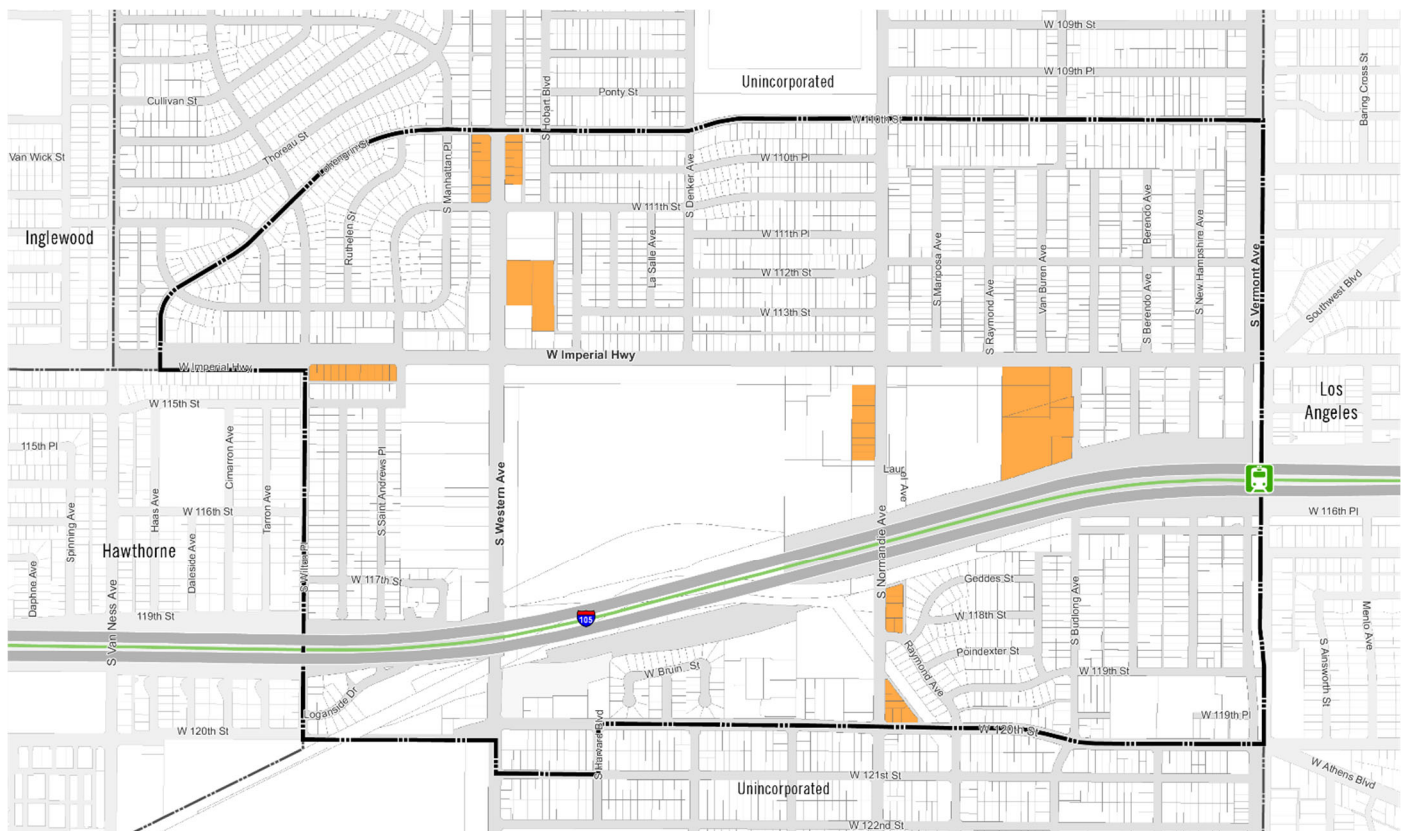 W 109th St
Baring Cross St
W 109th Pl
Unincorporated
Cullivan St
Ponty St
S Hobart Blvd
W 110th St
Thoreau St
Van Wick St
S Manhattan Pl
W 110th Pl
S Denker Ave
W 111th St
Berendo Ave
S New Hampshire Ave
Inglewood
Ruthelen St
La Salle Ave
W 111th Pl
S Mariposa Ave
Van Buren Ave
S Vermont Ave
W 112th St
S Raymond Ave
S Berendo Ave
Southwest Blvd
W 113th St
W Imperial Hwy
W Imperial Hwy
Los
Angeles
W 115th St
115th Pl
Cimarron Ave
S Saint Andrews Pl
S Western Ave
Laurel Ave
Spinning Ave
Haas Ave
Tarron Ave
W 116th St
W 116th Pl
Hawthorne
Daleside Ave
S Wilton Pl
S Normandie Ave
Daphne Ave
S Van Ness Ave
W 117th St
Geddes St
119th St
105
W 118th St
S Budlong Ave
Menlo Ave
Poindexter St
S Ainsworth St
Raymond Ave
W Bruin St
W 119th St
Loganside Dr
W 119th Pl
W 120th St
W 120th St
S Harvard Blvd
W 121st St
W Athens Blvd
Unincorporated
W 122nd St